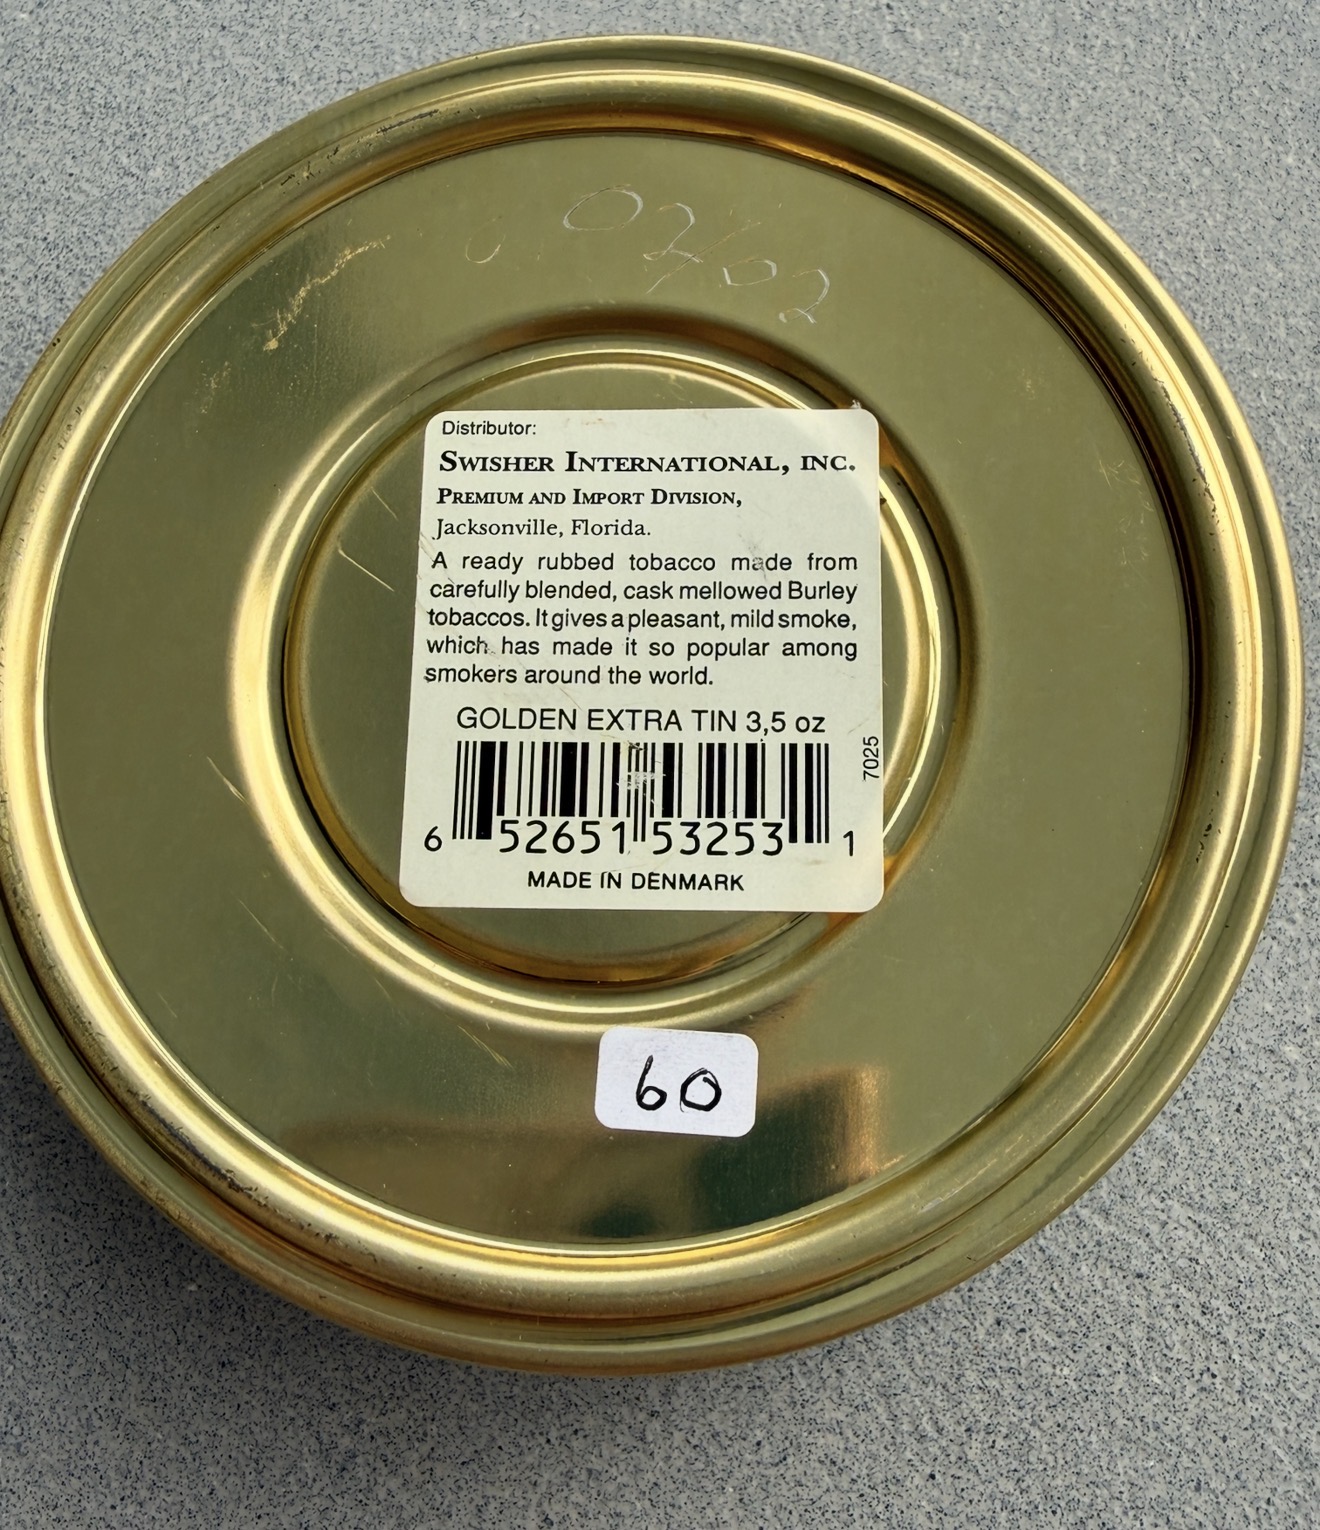 02/02
Distributor:
SWISHER INTERNATIONAL, INC.
PREMIUM AND IMPORT DIVISION,
Jacksonville, Florida.
A ready rubbed tobacco made from
carefully blended, cask mellowed Burley
tobaccos. It gives a pleasant, mild smoke,
which has made it so popular among
smokers around the world.
GOLDEN EXTRA TIN 3,5 oz
7025
6 52651 53253 1
MADE IN DENMARK
60